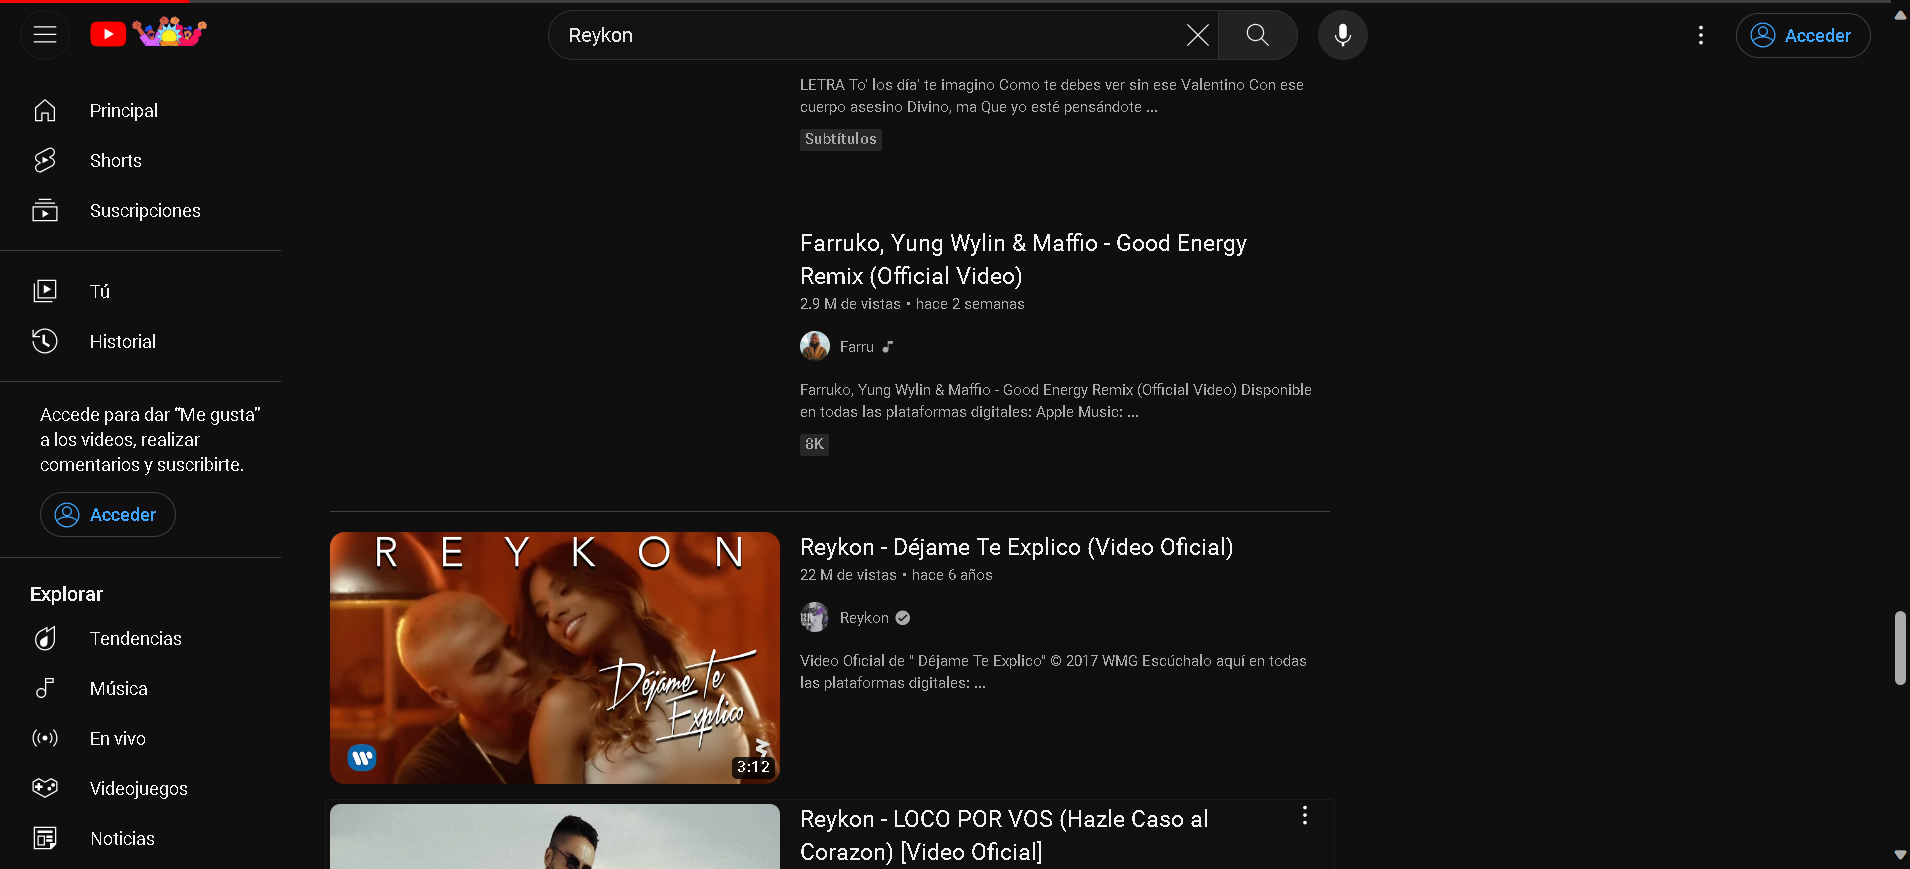 Reykon
Acceder
Principal
Shorts
Suscripciones
Tú
Historial
Accede para dar “Me gusta”
a los videos, realizar
comentarios y suscribirte.
Acceder
Explorar
Tendencias
Música
En vivo
Videojuegos
Noticias
LETRA To' los día' te imagino Como te debes ver sin ese Valentino Con ese
cuerpo asesino Divino, ma Que yo esté pensándote ...
Subtítulos
Farruko, Yung Wylin & Maffio - Good Energy
Remix (Official Video)
2.9 M de vistas • hace 2 semanas
Farru
Farruko, Yung Wylin & Maffio - Good Energy Remix (Official Video) Disponible
en todas las plataformas digitales: Apple Music: ...
8K
REYKON
Déjame Te
Explico
3:12
Reykon - Déjame Te Explico (Video Oficial)
22 M de vistas • hace 6 años
Reykon
Video Oficial de " Déjame Te Explico" © 2017 WMG Escúchalo aquí en todas
las plataformas digitales: ...
Reykon - LOCO POR VOS (Hazle Caso al
Corazon) [Video Oficial]